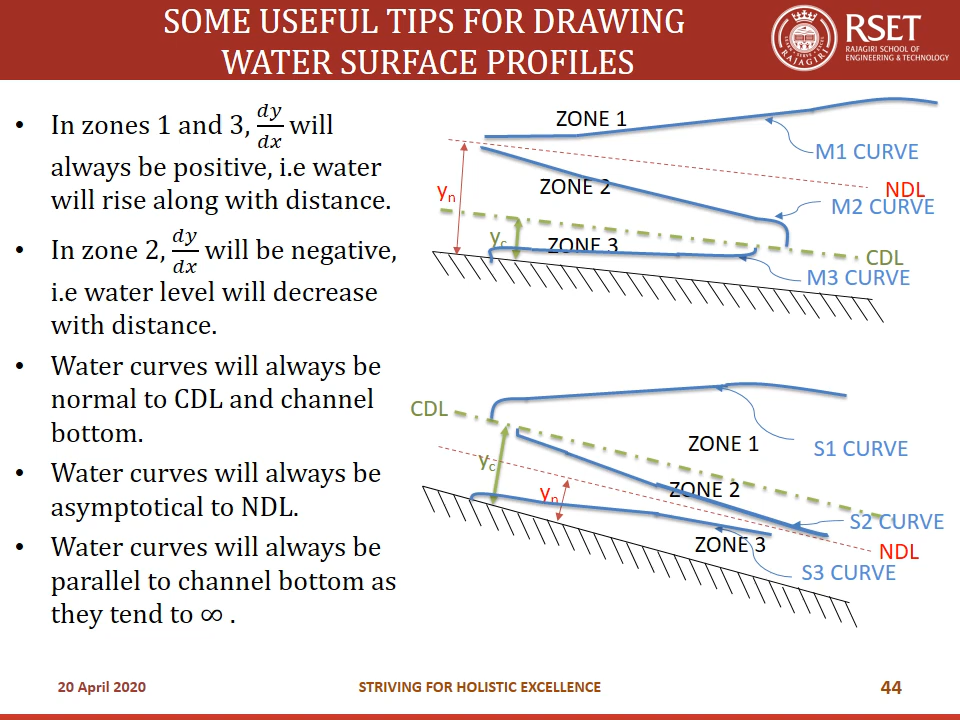 SOME USEFUL TIPS FOR DRAWING
WATER SURFACE PROFILES
RAJAGIRI
RSET
RAJAGIRI SCHOOL OF
ENGINEERING & TECHNOLOGY
• In zones 1 and 3, dy/dx will
always be positive, i.e water
will rise along with distance.
• In zone 2, dy/dx will be negative,
i.e water level will decrease
with distance.
• Water curves will always be
normal to CDL and channel
bottom.
• Water curves will always be
asymptotical to NDL.
• Water curves will always be
parallel to channel bottom as
they tend to ∞ .
ZONE 1
M1 CURVE
NDL
yn
ZONE 2
M2 CURVE
yc
ZONE 3
CDL
M3 CURVE
CDL
ZONE 1
S1 CURVE
yc
yn
ZONE 2
S2 CURVE
ZONE 3
NDL
S3 CURVE
20 April 2020
STRIVING FOR HOLISTIC EXCELLENCE
44